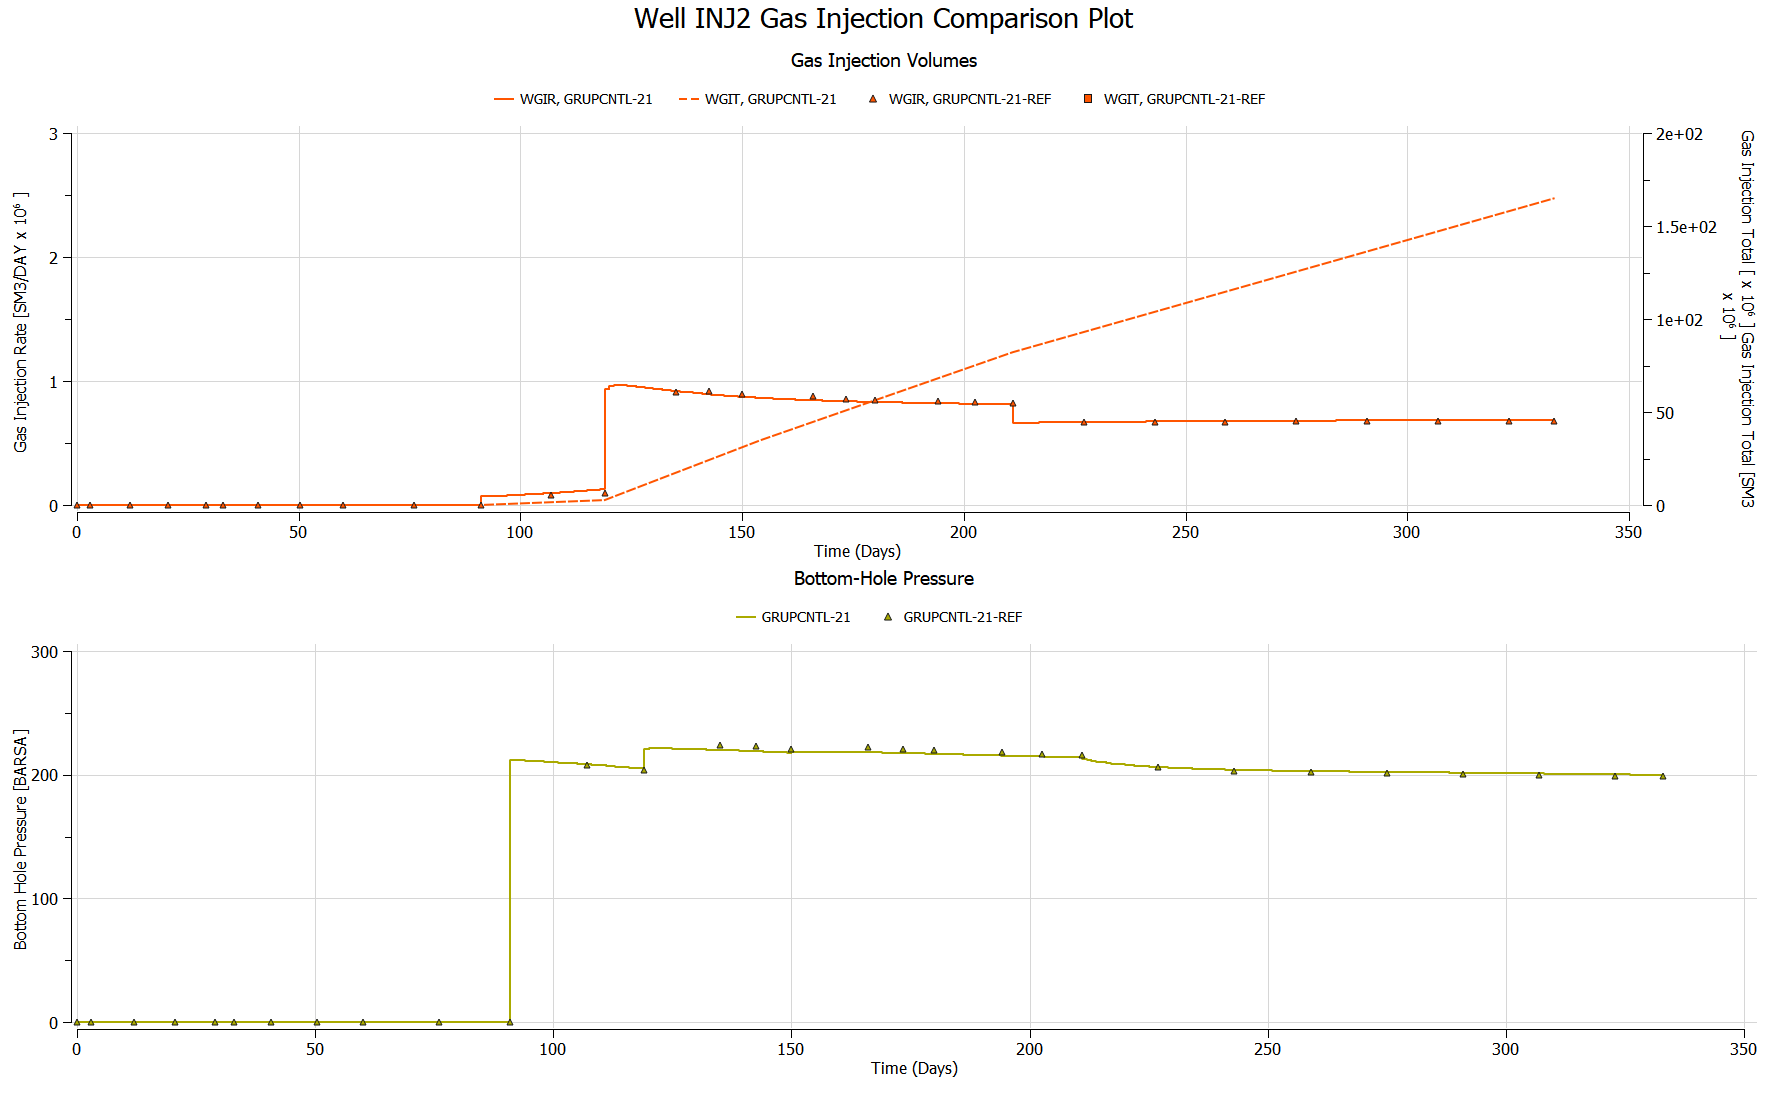 Well INJ2 Gas Injection Comparison Plot
Gas Injection Volumes
WGIR, GRUPCNTL-21 WGIT, GRUPCNTL-21 WGIR, GRUPCNTL-21-REF WGIT, GRUPCNTL-21-REF
Gas Injection Rate [SM3/DAY x 10⁶ ]
3
2
1
0
2e+02
1.5e+02
1e+02
50
0
Gas Injection Total [ x 10⁶ ] Gas Injection Total [SM3
x 10⁶ ]
0 50 100 150 200 250 300 350
Time (Days)
Bottom-Hole Pressure
GRUPCNTL-21 GRUPCNTL-21-REF
Bottom Hole Pressure [BARSA]
300
200
100
0
0 50 100 150 200 250 300 350
Time (Days)